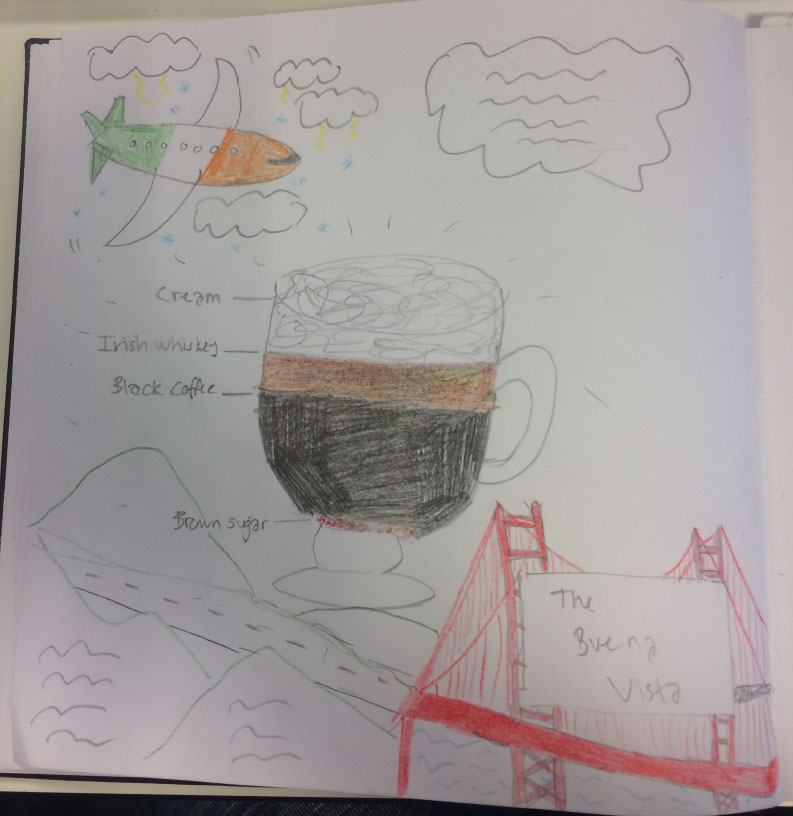 Cream
Irish whiskey
Black Coffee
Brown sugar
The
Buena
Vista